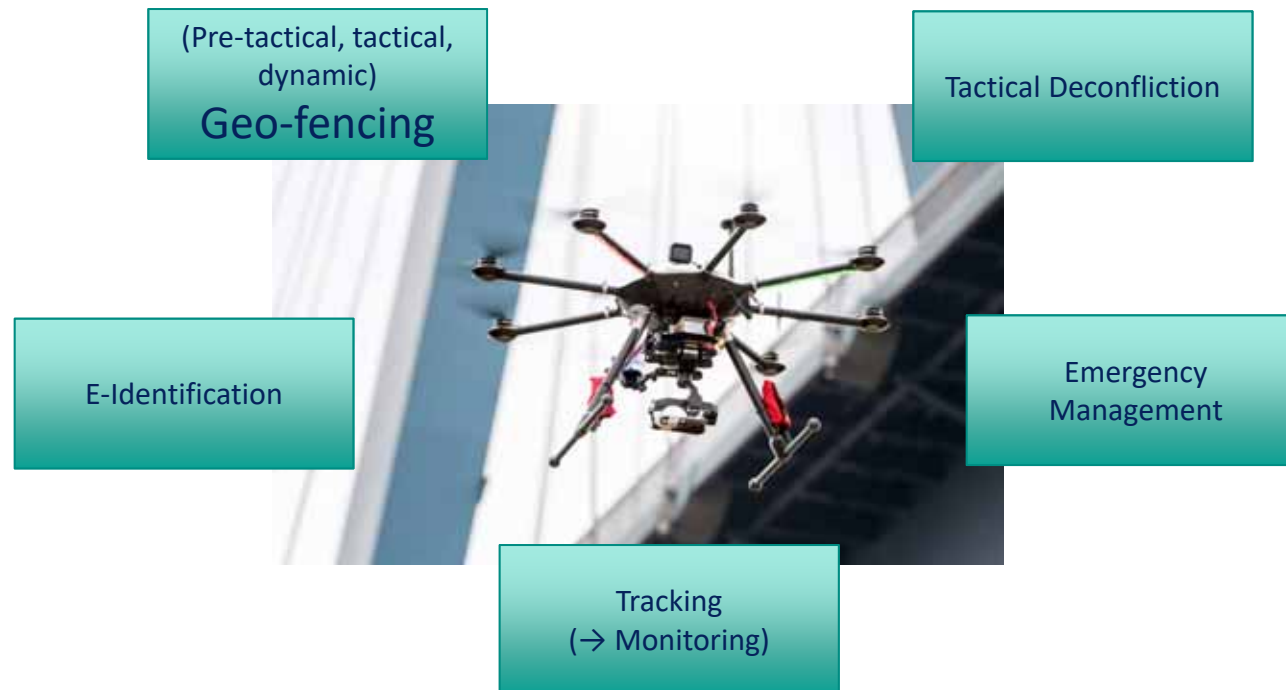 (Pre-tactical, tactical,
dynamic)
Geo-fencing
Tactical Deconfliction
E-Identification
Emergency
Management
Tracking
(→ Monitoring)